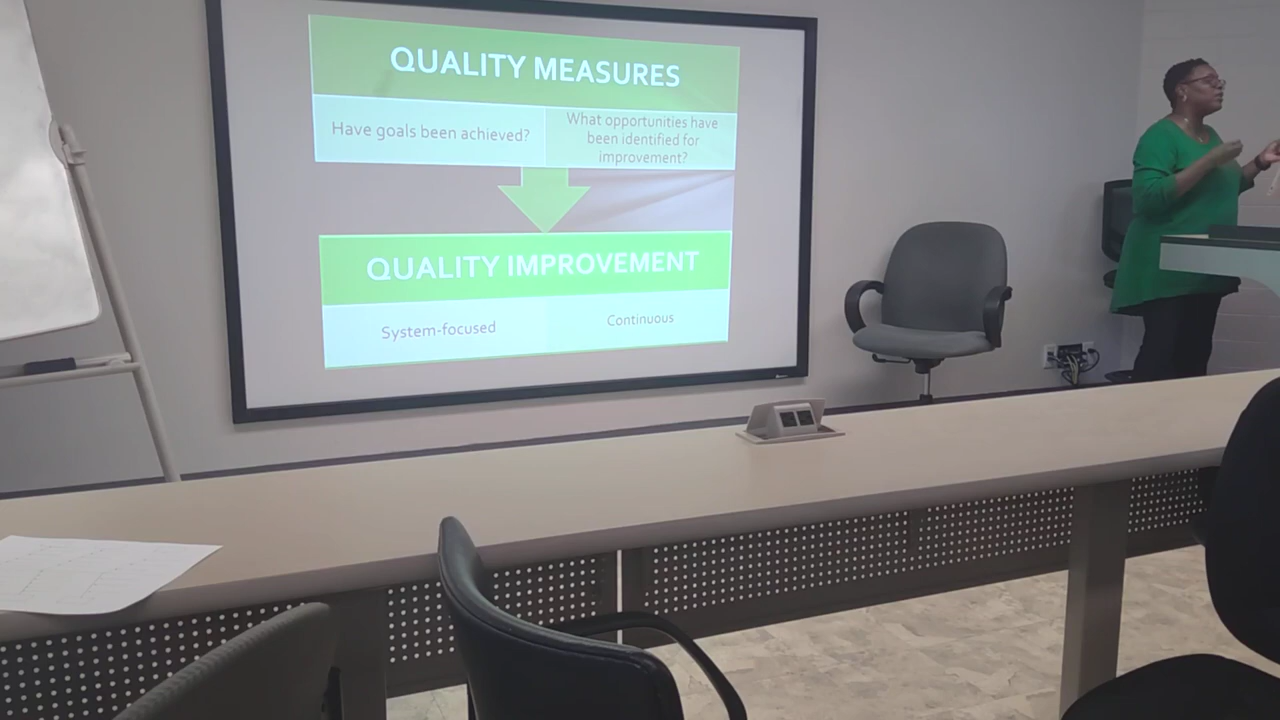 QUALITY MEASURES
Have goals been achieved?
What opportunities have
been identified for
improvement?
QUALITY IMPROVEMENT
System-focused
Continuous